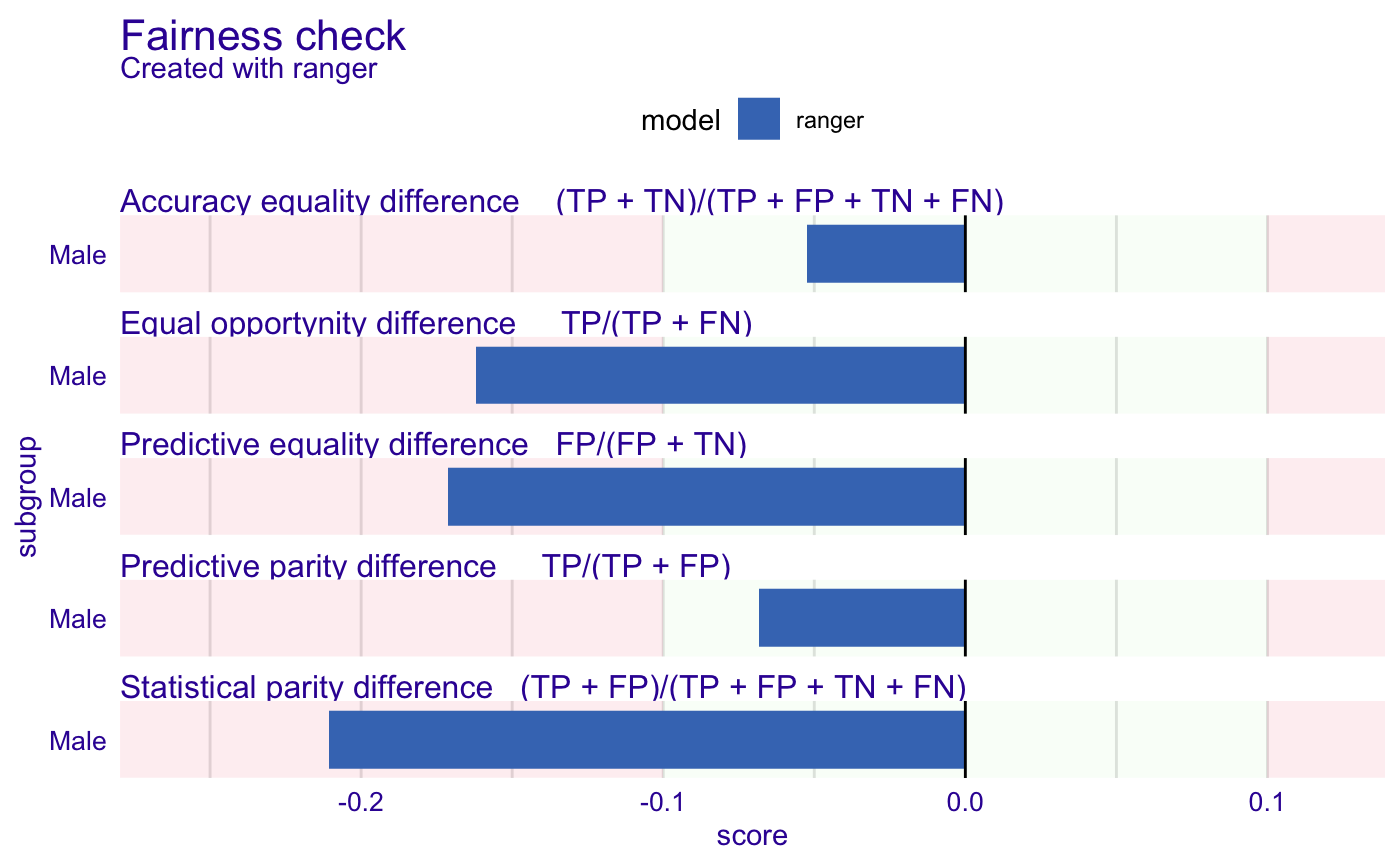 Fairness check
Created with ranger
model ranger
Accuracy equality difference (TP + TN)/(TP + FP + TN + FN)
Male
Equal opportynity difference TP/(TP + FN)
Male
Predictive equality difference FP/(FP + TN)
Male
Predictive parity difference TP/(TP + FP)
Male
Statistical parity difference (TP + FP)/(TP + FP + TN + FN)
Male
subgroup
-0.2 -0.1 0.0 0.1
score